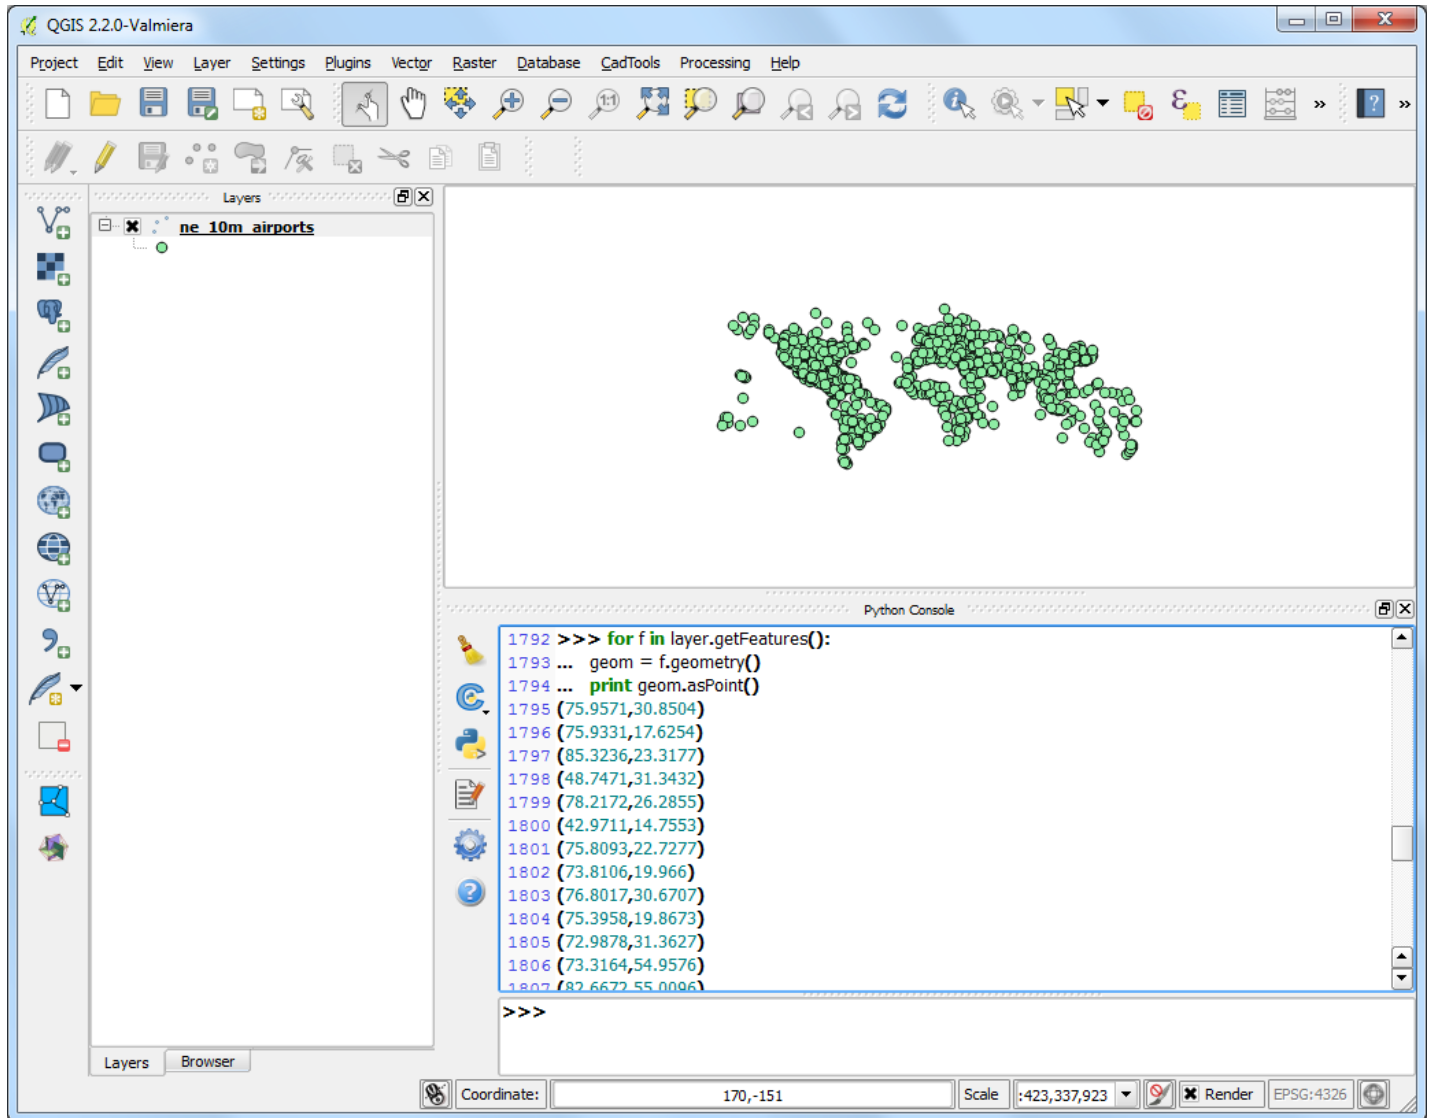 QGIS 2.2.0-Valmiera
Project Edit View Layer Settings Plugins Vector Raster Database CadTools Processing Help
Layers
ne_10m_airports
Python Console
1792 >>> for f in layer.getFeatures():
1793 ... geom = f.geometry()
1794 ... print geom.asPoint()
1795 (75.9571,30.8504)
1796 (75.9331,17.6254)
1797 (85.3236,23.3177)
1798 (48.7471,31.3432)
1799 (78.2172,26.2855)
1800 (42.9711,14.7553)
1801 (75.8093,22.7277)
1802 (73.8106,19.966)
1803 (76.8017,30.6707)
1804 (75.3958,19.8673)
1805 (72.9878,31.3627)
1806 (73.3164,54.9576)
1807 (82.6672,55.0096)
>>>
Layers Browser
Coordinate: 170,-151 Scale :423,337,923 Render EPSG:4326